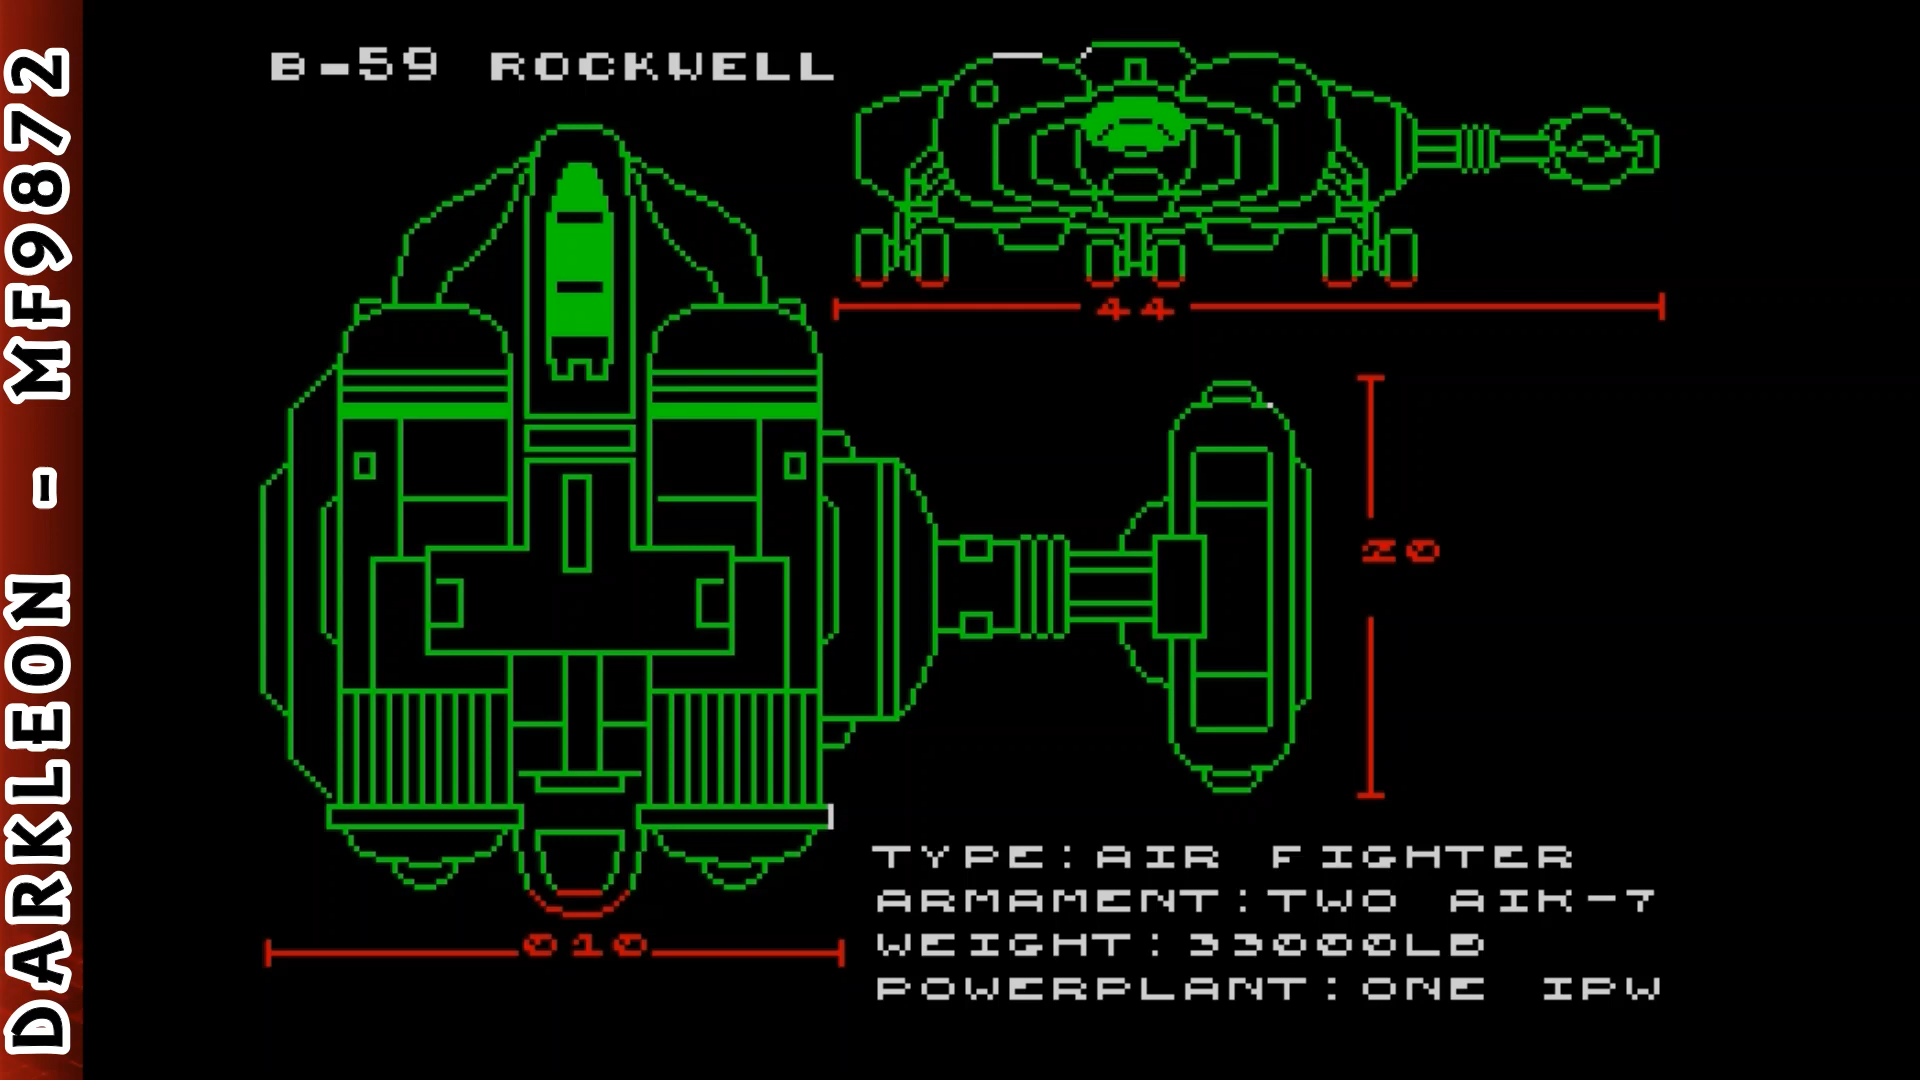 DARKLEON - MF9872
B-59 ROCKWELL
44
20
010
TYPE:AIR FIGHTER
ARMAMENT:TWO AIK-7
WEIGHT:33000LB
POWERPLANT:ONE IPW